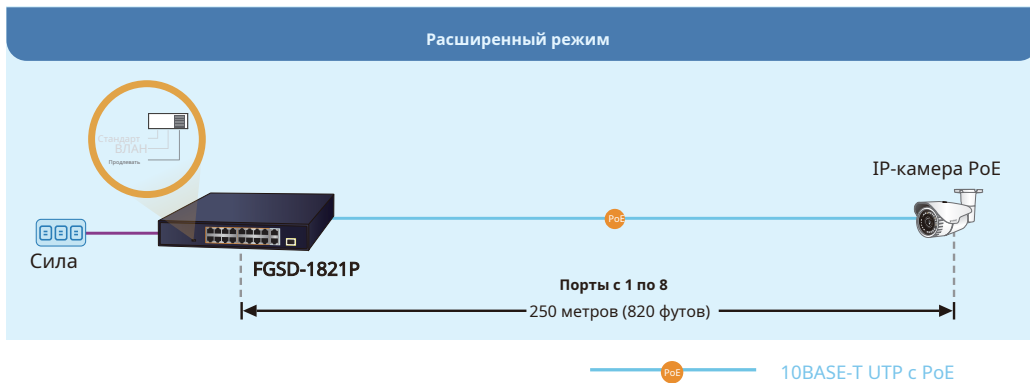 Расширенный режим
Стандарт
ВЛАН
Продлевать
IP-камера PoE
PoE
Сила
FGSD-1821P
Порты с 1 по 8
250 метров (820 футов)
PoE
10BASE-T UTP с PoE